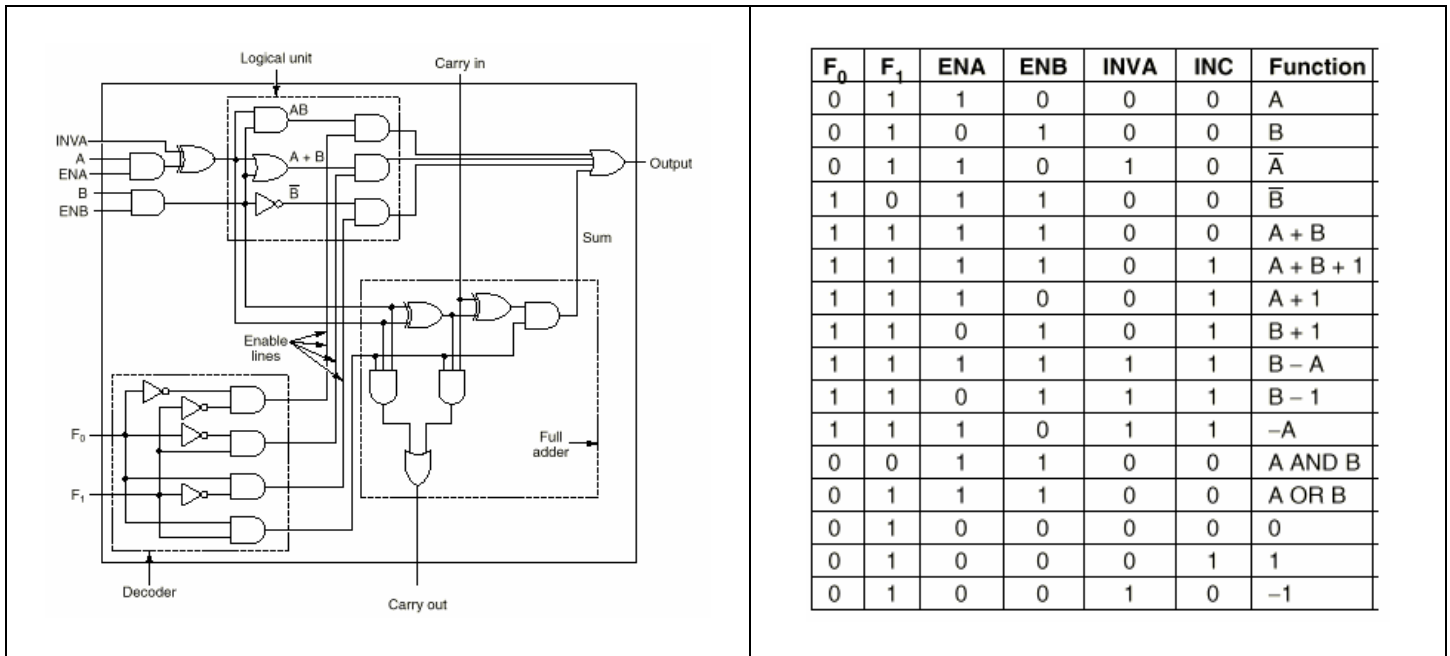 Logical unit
Carry in
AB
INVA
A
A + B
Output
ENA
B
B̅
ENB
Sum
Enable
lines
F₀
Full
adder
F₁
Decoder
Carry out
F₀ F₁ ENA ENB INVA INC Function
0 1 1 0 0 0 A
0 1 0 1 0 0 B
0 1 1 0 1 0 A̅
1 0 1 1 0 0 B̅
1 1 1 1 0 0 A + B
1 1 1 1 0 1 A + B + 1
1 1 1 0 0 1 A + 1
1 1 0 1 0 1 B + 1
1 1 1 1 1 1 B − A
1 1 0 1 1 1 B − 1
1 1 1 0 1 1 −A
0 0 1 1 0 0 A AND B
0 1 1 1 0 0 A OR B
0 1 0 0 0 0 0
0 1 0 0 0 1 1
0 1 0 0 1 0 −1